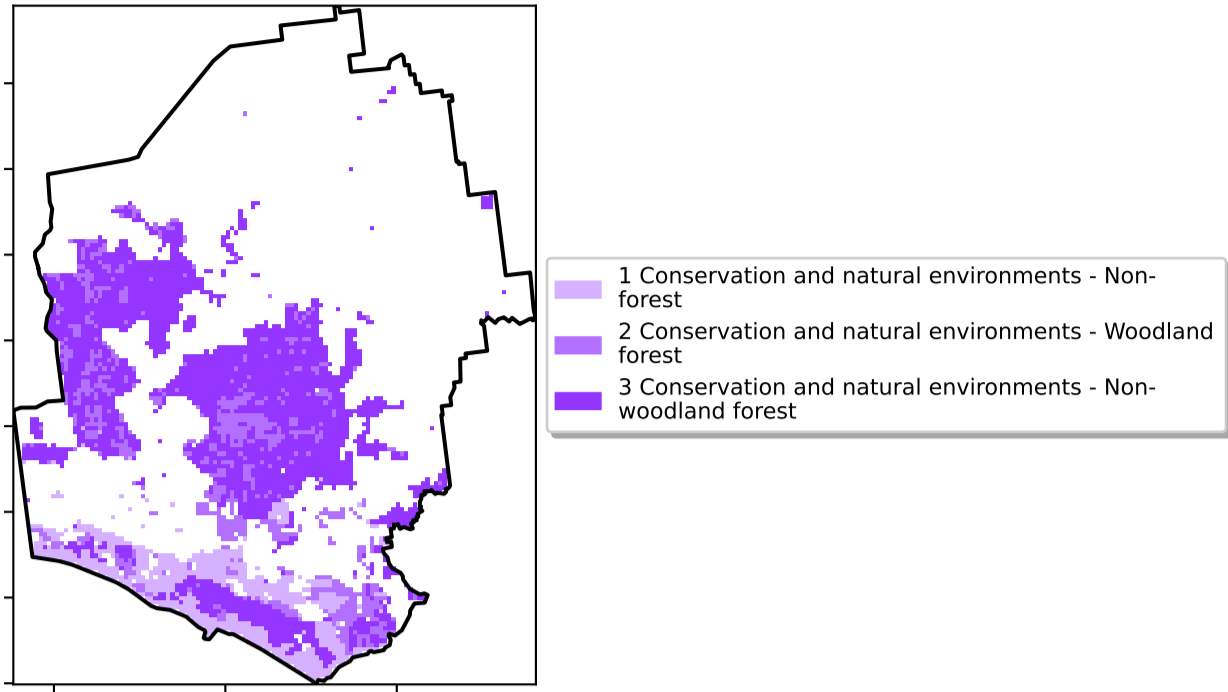 1 Conservation and natural environments - Non-
forest
2 Conservation and natural environments - Woodland
forest
3 Conservation and natural environments - Non-
woodland forest